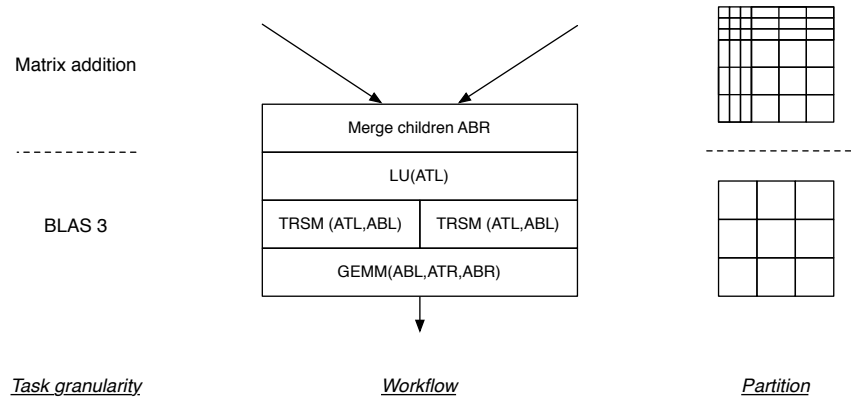 Matrix addition
Merge children ABR
LU(ATL)
BLAS 3
TRSM (ATL,ABL)
TRSM (ATL,ABL)
GEMM(ABL,ATR,ABR)
Task granularity
Workflow
Partition